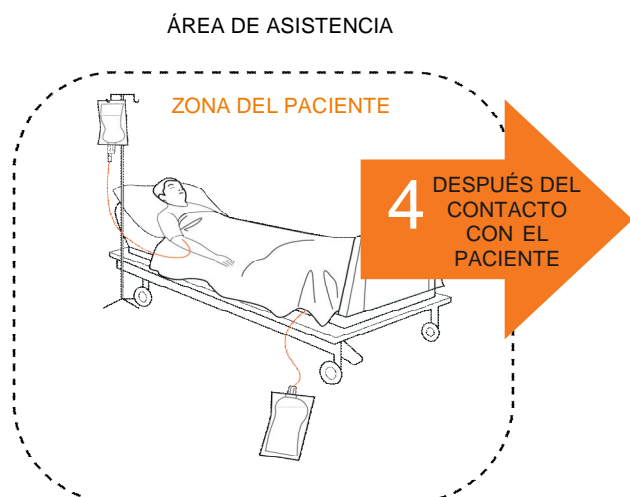 ÁREA DE ASISTENCIA
ZONA DEL PACIENTE
4
DESPUÉS DEL
CONTACTO
CON EL
PACIENTE